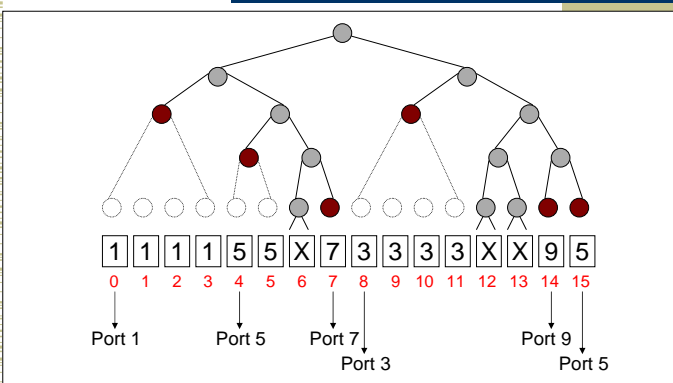 1 1 1 1 5 5 X 7 3 3 3 3 X X 9 5
0 1 2 3 4 5 6 7 8 9 10 11 12 13 14 15
Port 1 Port 5 Port 7 Port 9
Port 3 Port 5